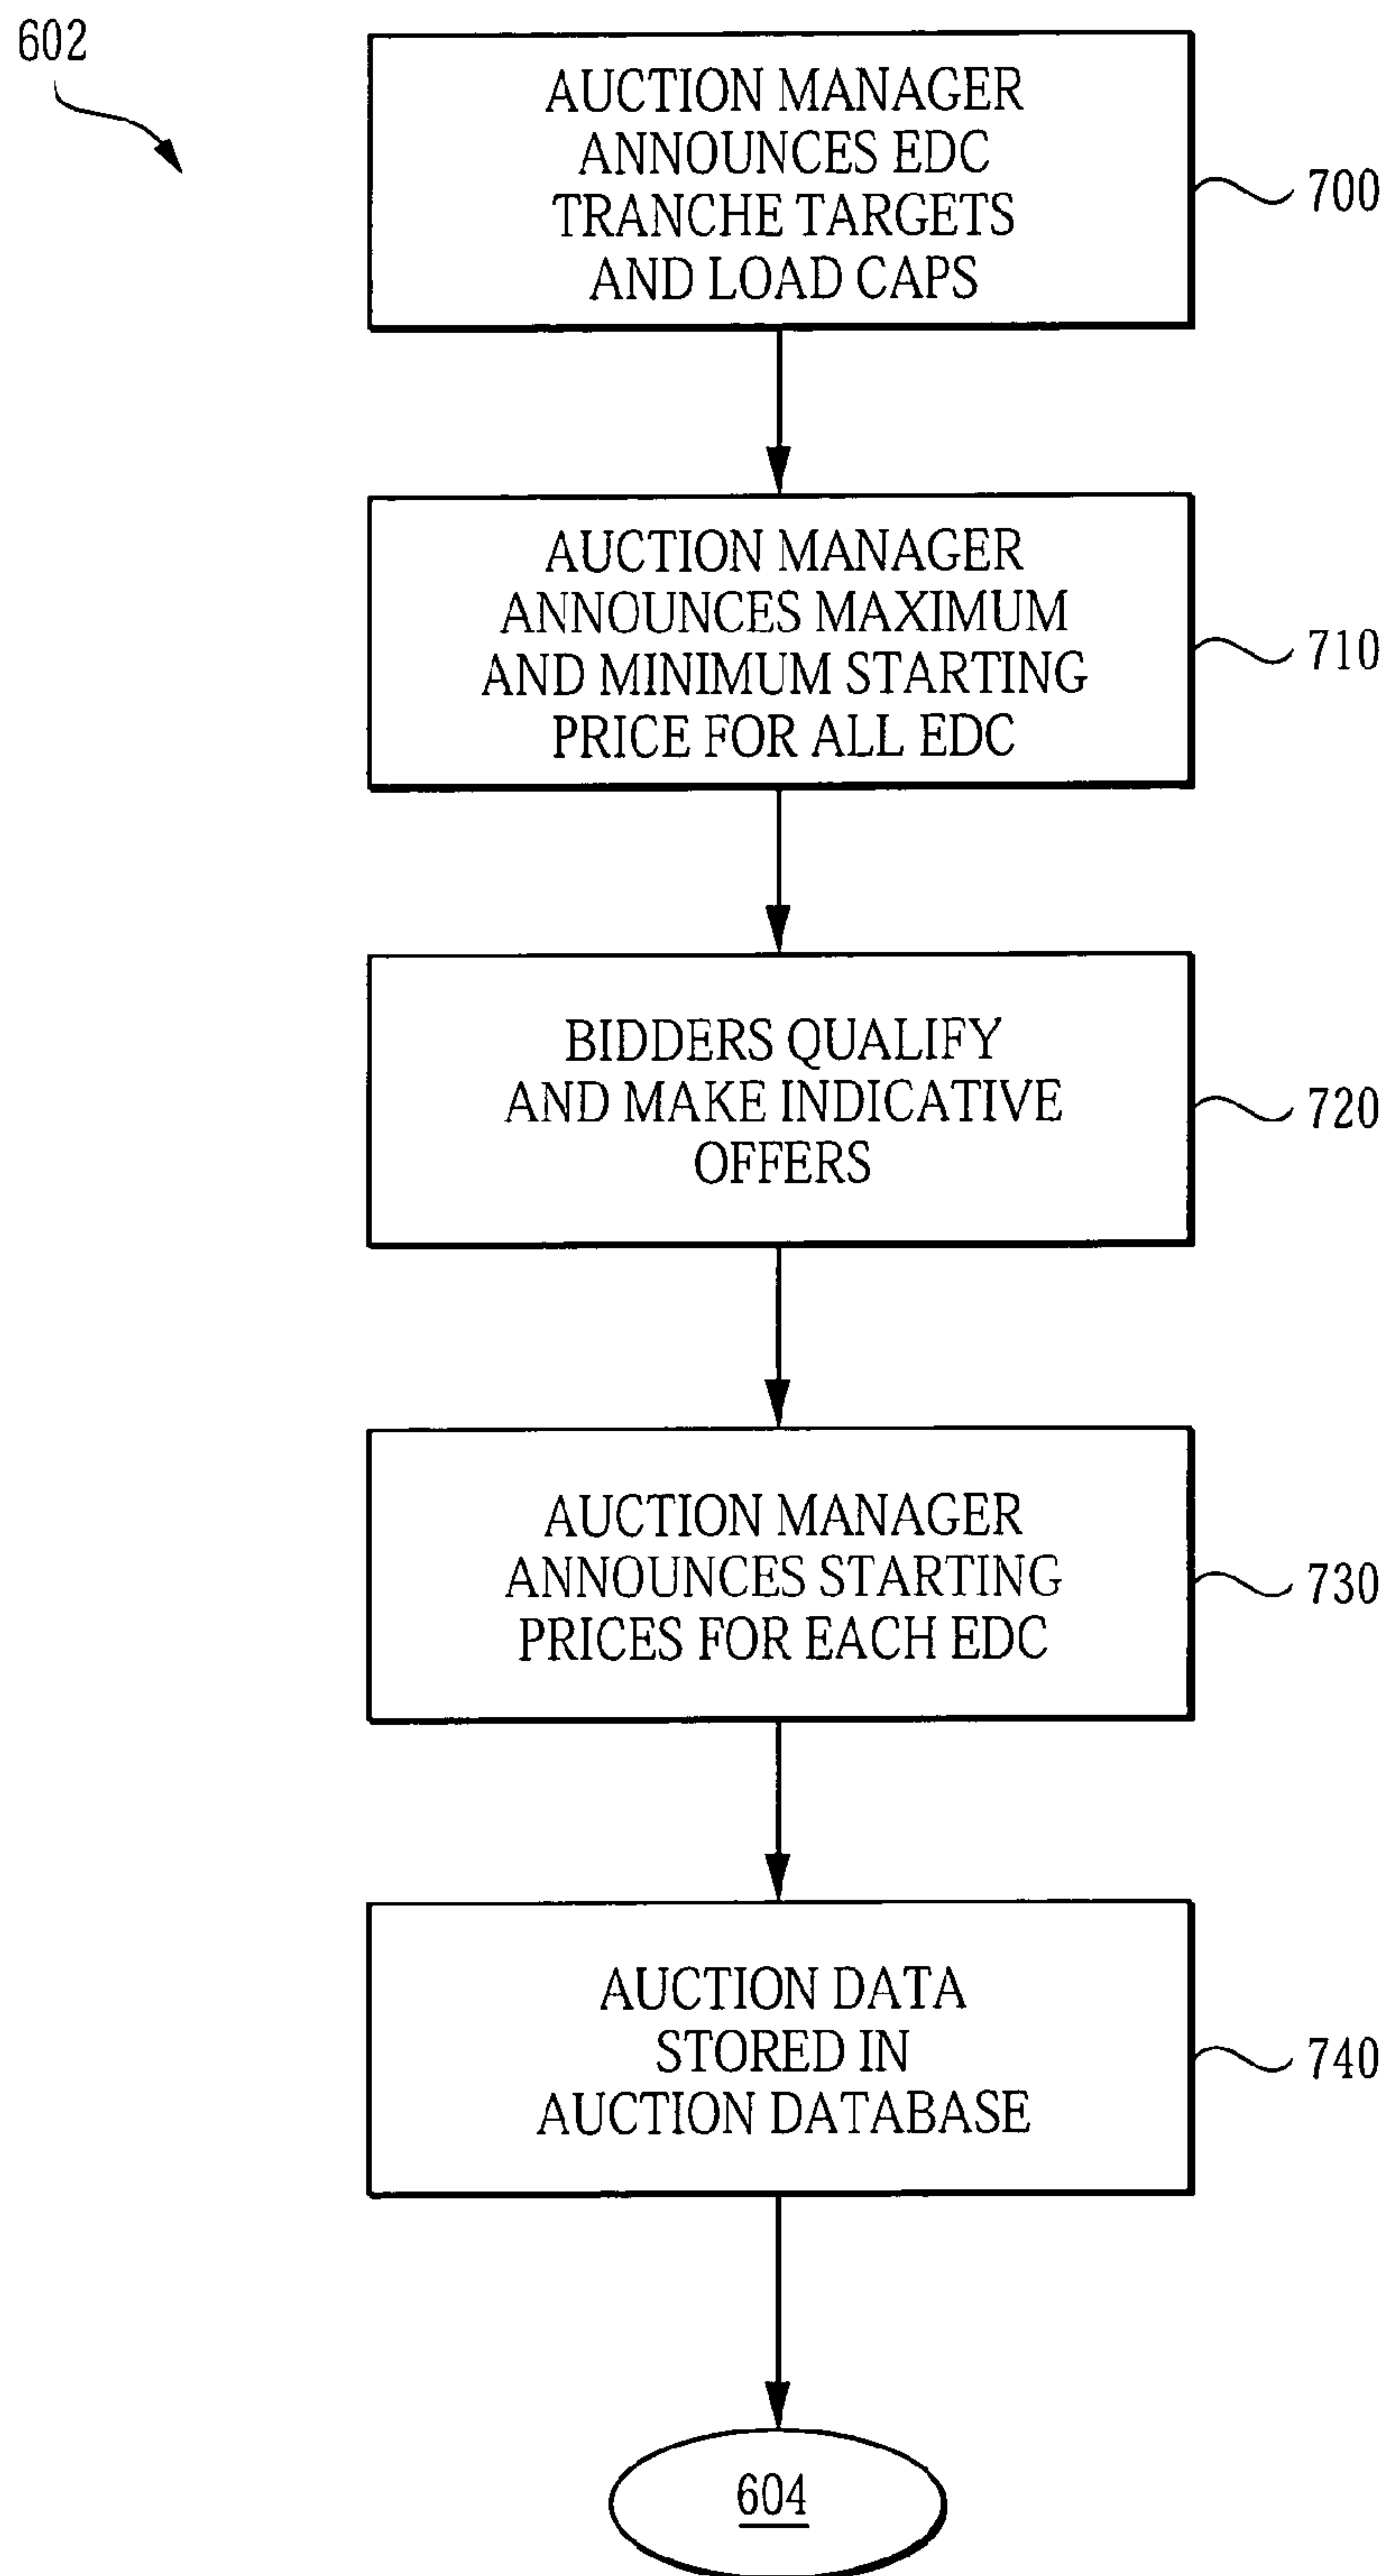 602
AUCTION MANAGER
ANNOUNCES EDC
TRANCHE TARGETS
AND LOAD CAPS
700
AUCTION MANAGER
ANNOUNCES MAXIMUM
AND MINIMUM STARTING
PRICE FOR ALL EDC
710
BIDDERS QUALIFY
AND MAKE INDICATIVE
OFFERS
720
AUCTION MANAGER
ANNOUNCES STARTING
PRICES FOR EACH EDC
730
AUCTION DATA
STORED IN
AUCTION DATABASE
740
604